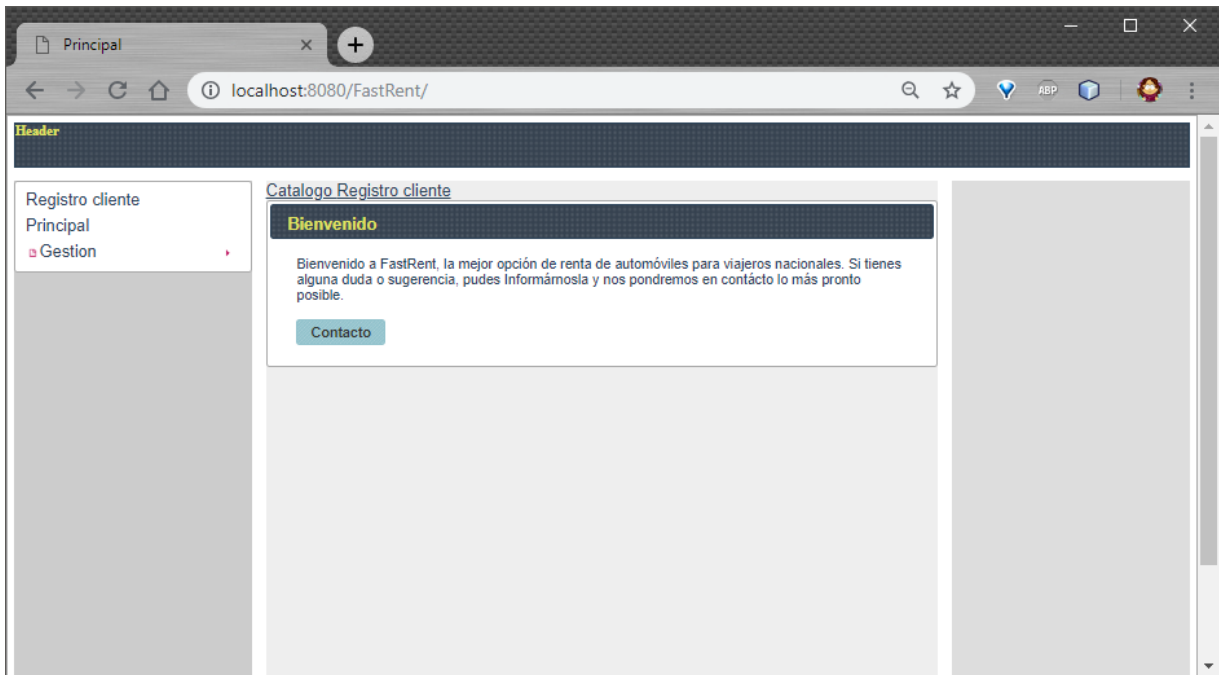 Principal
localhost:8080/FastRent/
ABP
Header
Registro cliente
Principal
Gestion
Catalogo Registro cliente
Bienvenido
Bienvenido a FastRent, la mejor opción de renta de automóviles para viajeros nacionales. Si tienes
alguna duda o sugerencia, pudes Informárnosla y nos pondremos en contácto lo más pronto
posible.
Contacto